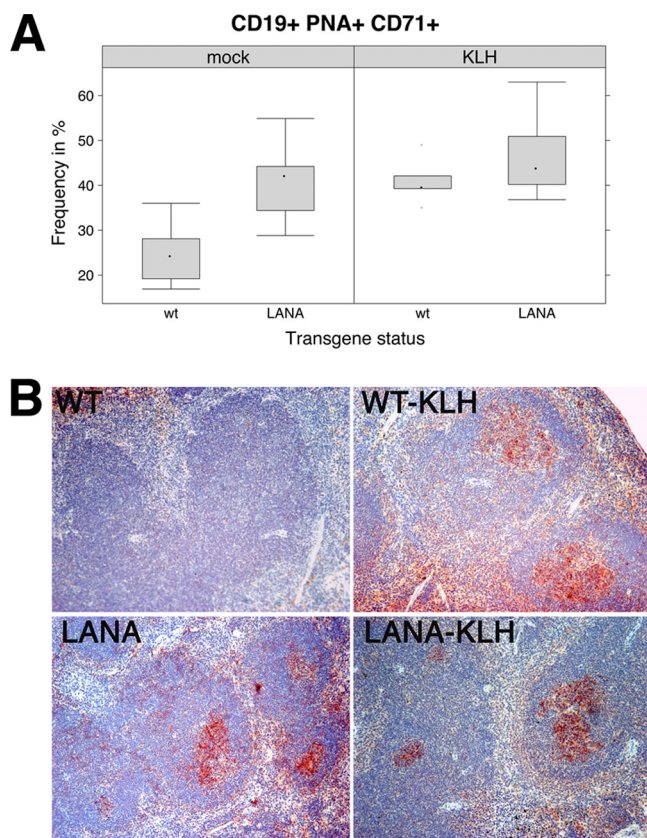 A
CD19+ PNA+ CD71+
mock KLH
Frequency in %
60
50
40
30
20
wt LANA wt LANA
Transgene status
B
WT WT-KLH
LANA LANA-KLH